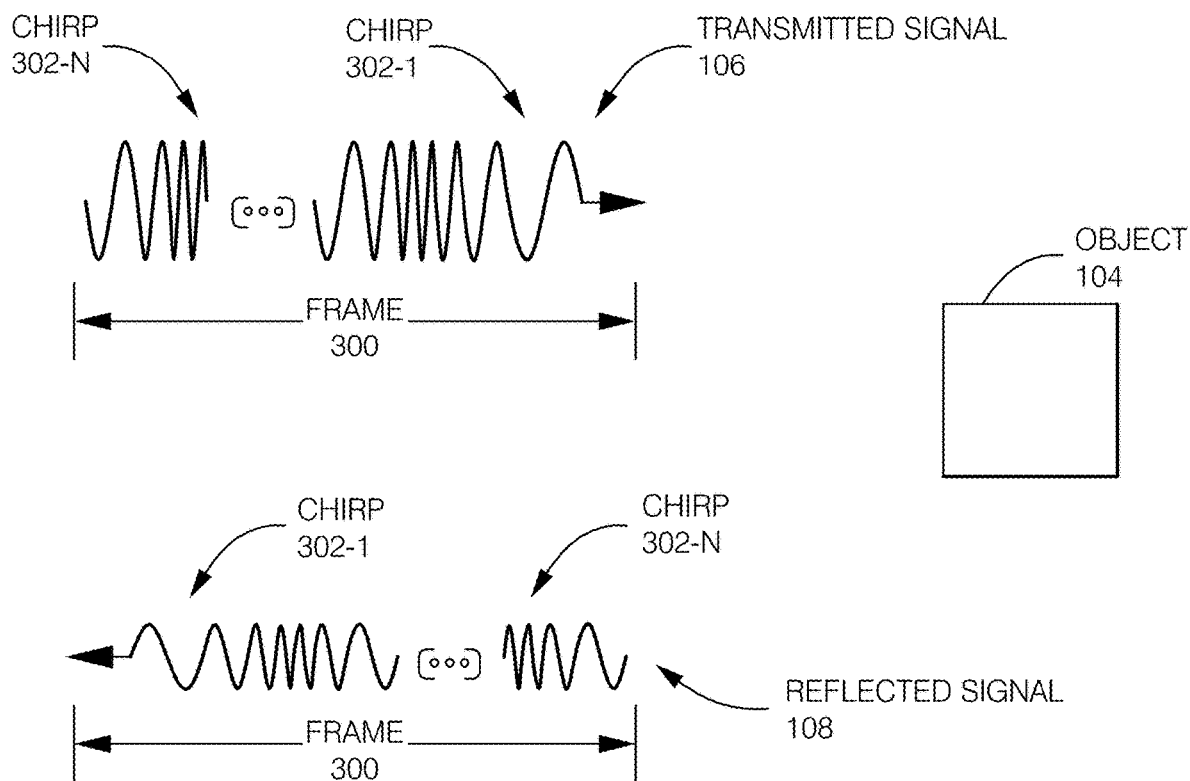 CHIRP
302-N
CHIRP
302-1
TRANSMITTED SIGNAL
106
FRAME
300
OBJECT
104
CHIRP
302-1
CHIRP
302-N
REFLECTED SIGNAL
108
FRAME
300